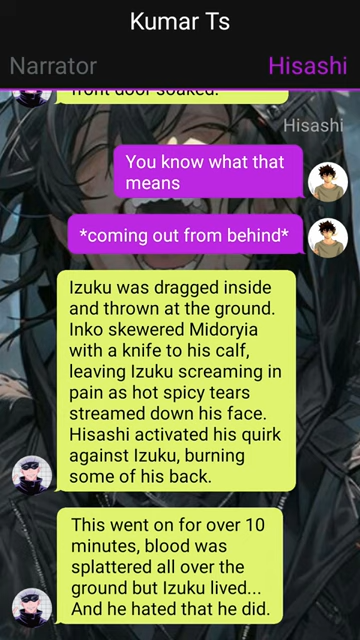 Kumar Ts
Narrator
Hisashi
front door soaked.
Hisashi
You know what that
means
*coming out from behind*
Izuku was dragged inside
and thrown at the ground.
Inko skewered Midoryia
with a knife to his calf,
leaving Izuku screaming in
pain as hot spicy tears
streamed down his face.
Hisashi activated his quirk
against Izuku, burning
some of his back.
This went on for over 10
minutes, blood was
splattered all over the
ground but Izuku lived...
And he hated that he did.